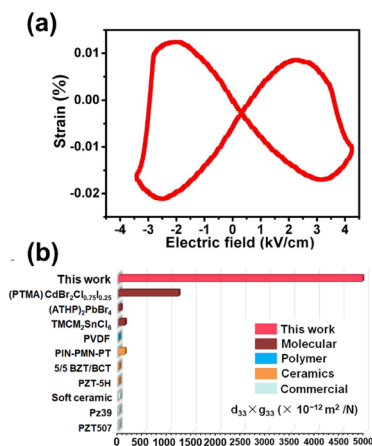 (a)
0.01
0.00
-0.01
-0.02
Strain (%)
-4 -3 -2 -1 0 1 2 3 4
Electric field (kV/cm)
(b)
This work
(PTMA)CdBr2Cl0.75I0.25
(ATHP)2PbBr4
TMCM2SnCl6
PVDF
PIN-PMN-PT
5/5 BZT/BCT
PZT-5H
Soft ceramic
Pz39
PZT507
This work
Molecular
Polymer
Ceramics
Commercial
d33×g33 (× 10−12 m2 /N)
0 500 1000 1500 2000 2500 3000 3500 4000 4500 5000